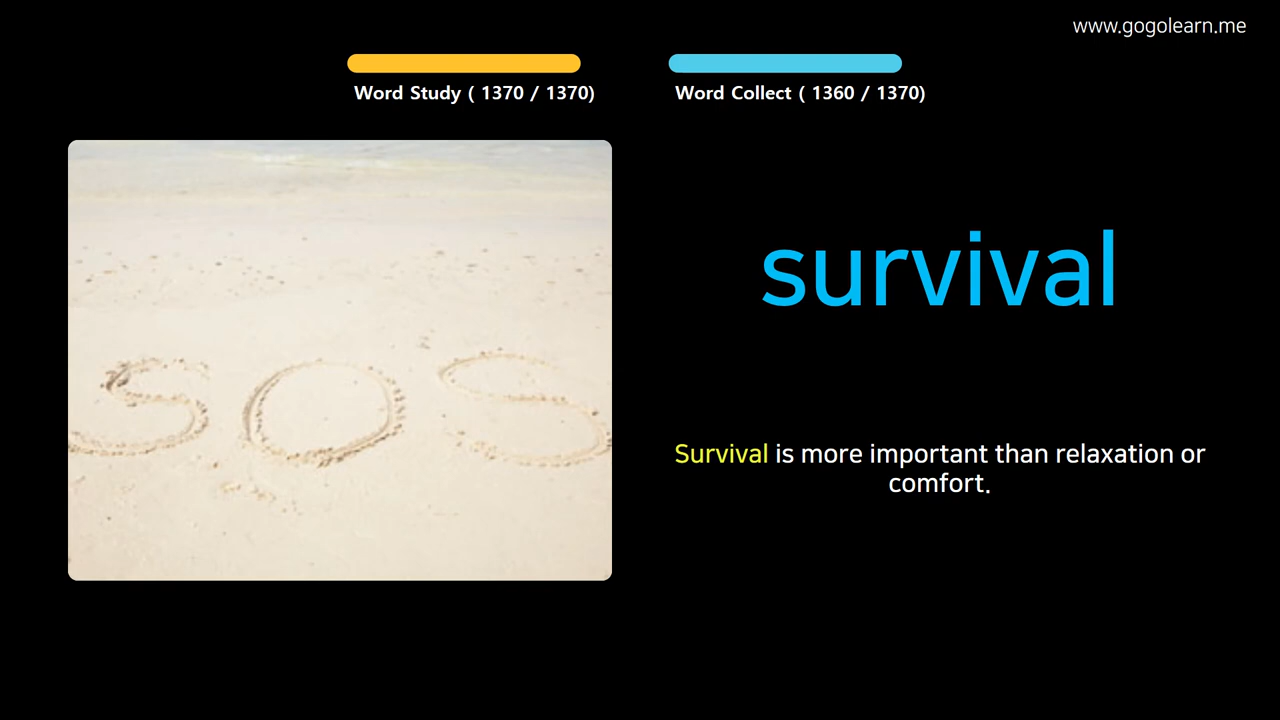 www.gogolearn.me
Word Study ( 1370 / 1370)
Word Collect ( 1360 / 1370)
survival
SOS
Survival is more important than relaxation or
comfort.